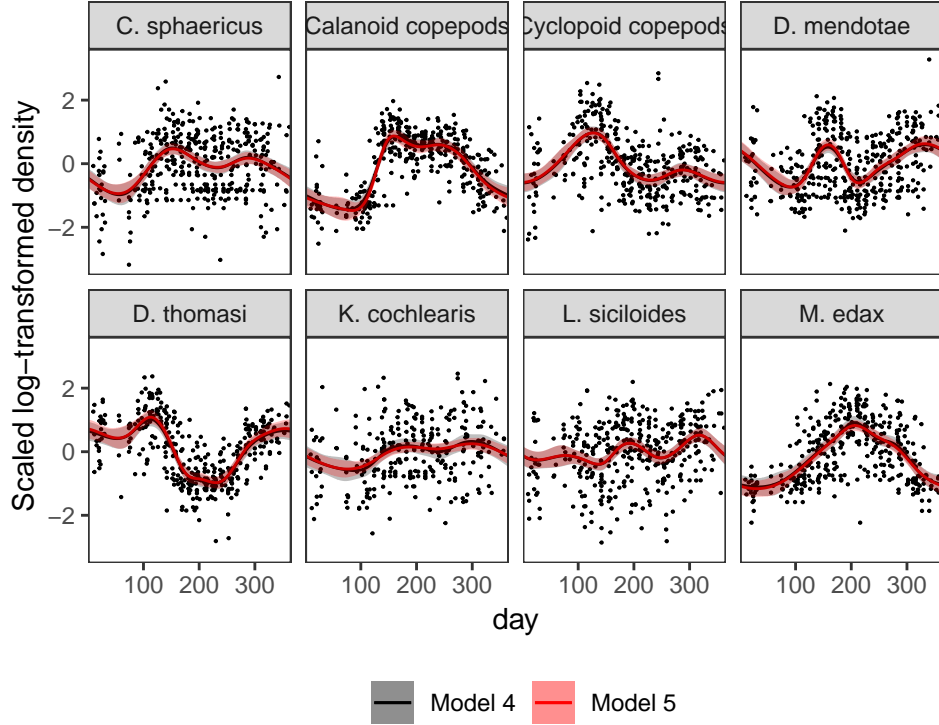 C. sphaericus
Calanoid copepods
Cyclopoid copepods
D. mendotae
2
0
−2
D. thomasi
K. cochlearis
L. siciloides
M. edax
2
0
−2
Scaled log−transformed density
100 200 300
100 200 300
100 200 300
100 200 300
day
Model 4
Model 5